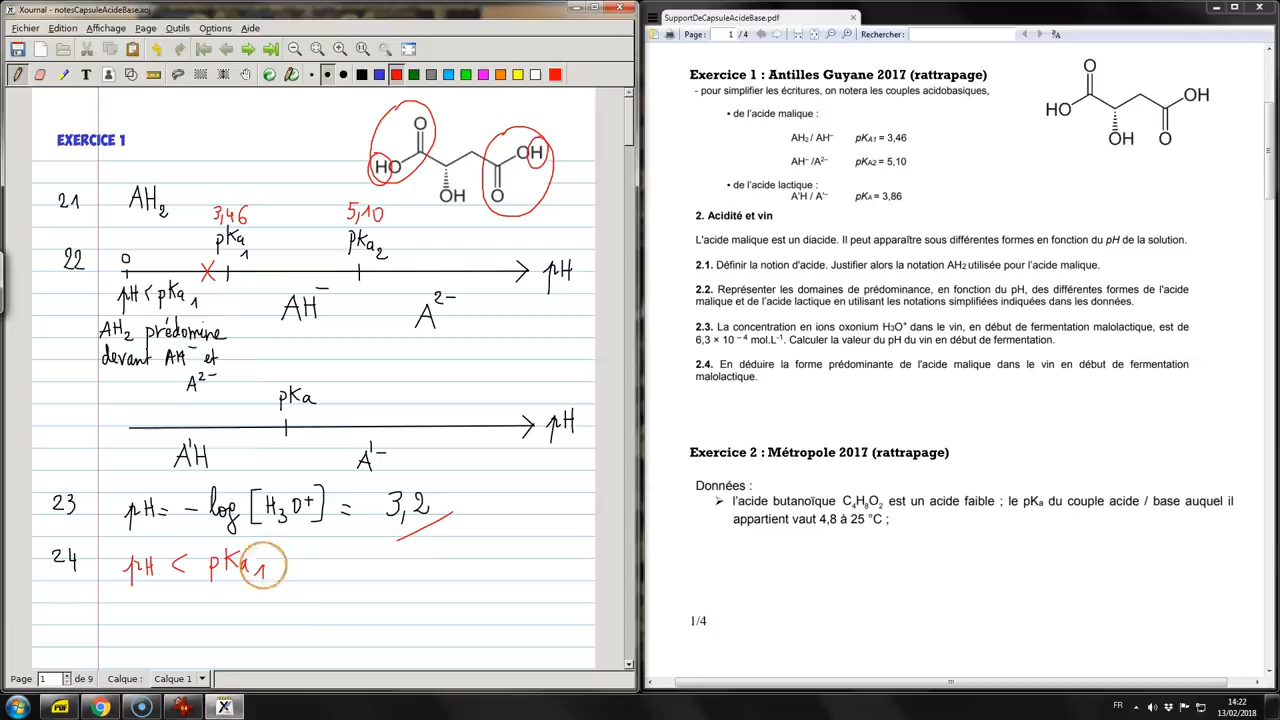 Xournal - notesCapsuleAcideBase.xoj
Fichier Edition Affichage Page Outils Options Aide
EXERCICE 1
O
HO
OH
OH
O
21 AH2
3,46 5,10
pKa1 pKa2
22 0 pH
pH < pKa1 AH⁻ A²⁻
AH2 prédomine
devant AH⁻ et
A²⁻
pKa
pH
A'H A'⁻
23 pH = - log [H3O+] = 3,2
24 pH < pKa1
Page 1 de 9 Calque : Calque 1
SupportDeCapsuleAcideBase.pdf
Page: 1 / 4 Rechercher:
Exercice 1 : Antilles Guyane 2017 (rattrapage)
- pour simplifier les écritures, on notera les couples acidobasiques,
• de l'acide malique :
AH2 / AH⁻ pKA1 = 3,46
AH⁻ /A²⁻ pKA2 = 5,10
• de l'acide lactique :
A'H / A'⁻ pKA = 3,86
O
HO
OH
OH
O
2. Acidité et vin
L'acide malique est un diacide. Il peut apparaître sous différentes formes en fonction du pH de la solution.
2.1. Définir la notion d'acide. Justifier alors la notation AH2 utilisée pour l'acide malique.
2.2. Représenter les domaines de prédominance, en fonction du pH, des différentes formes de l'acide
malique et de l'acide lactique en utilisant les notations simplifiées indiquées dans les données.
2.3. La concentration en ions oxonium H3O⁺ dans le vin, en début de fermentation malolactique, est de
6,3 × 10 ⁻⁴ mol.L⁻¹. Calculer la valeur du pH du vin en début de fermentation.
2.4. En déduire la forme prédominante de l'acide malique dans le vin en début de fermentation
malolactique.
Exercice 2 : Métropole 2017 (rattrapage)
Données :
➢ l'acide butanoïque C4H8O2 est un acide faible ; le pKa du couple acide / base auquel il
appartient vaut 4,8 à 25 °C ;
1/4
FR 14:22
13/02/2018